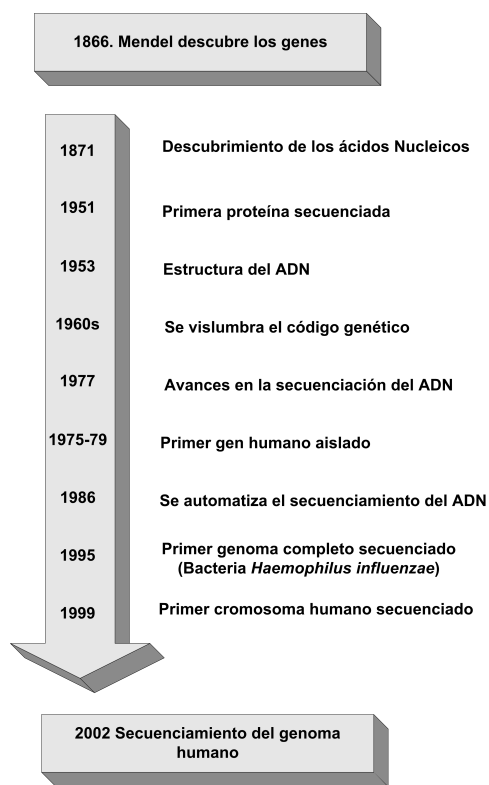 1866. Mendel descubre los genes
1871 Descubrimiento de los ácidos Nucleicos
1951 Primera proteína secuenciada
1953 Estructura del ADN
1960s Se vislumbra el código genético
1977 Avances en la secuenciación del ADN
1975-79 Primer gen humano aislado
1986 Se automatiza el secuenciamiento del ADN
1995 Primer genoma completo secuenciado
(Bacteria Haemophilus influenzae)
1999 Primer cromosoma humano secuenciado
2002 Secuenciamiento del genoma
humano